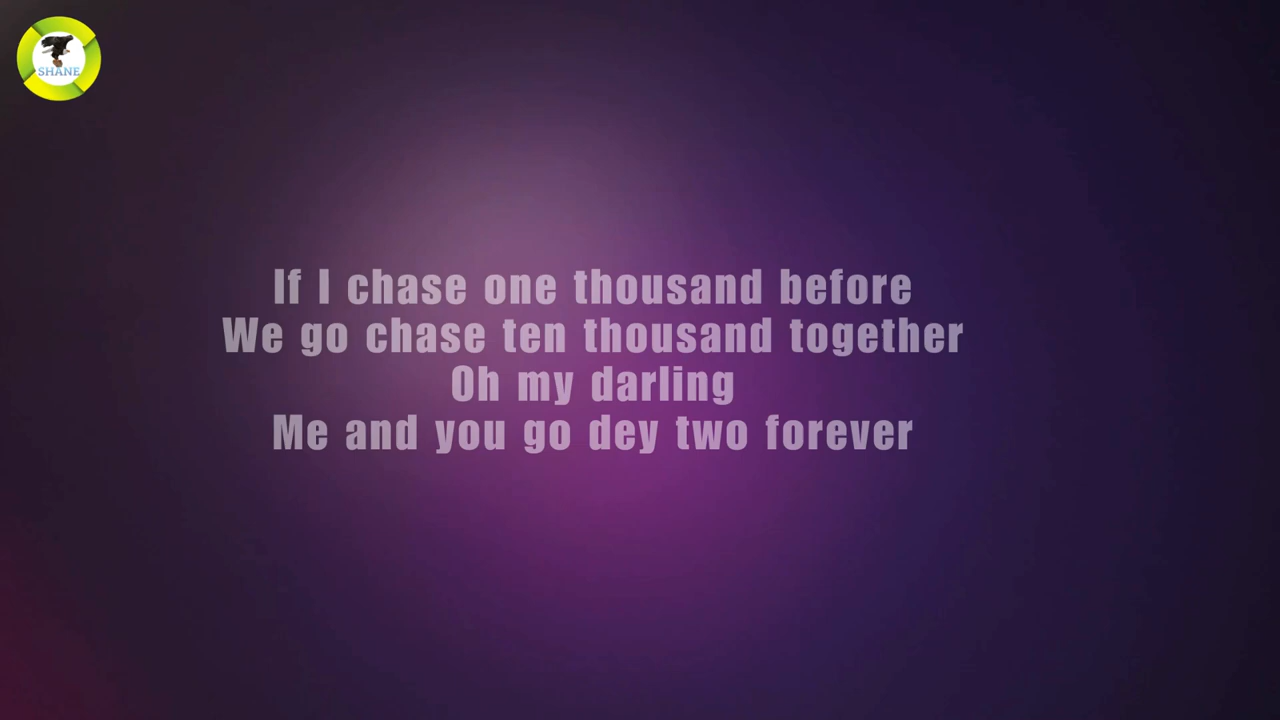 SHANE
If I chase one thousand before
We go chase ten thousand together
Oh my darling
Me and you go dey two forever